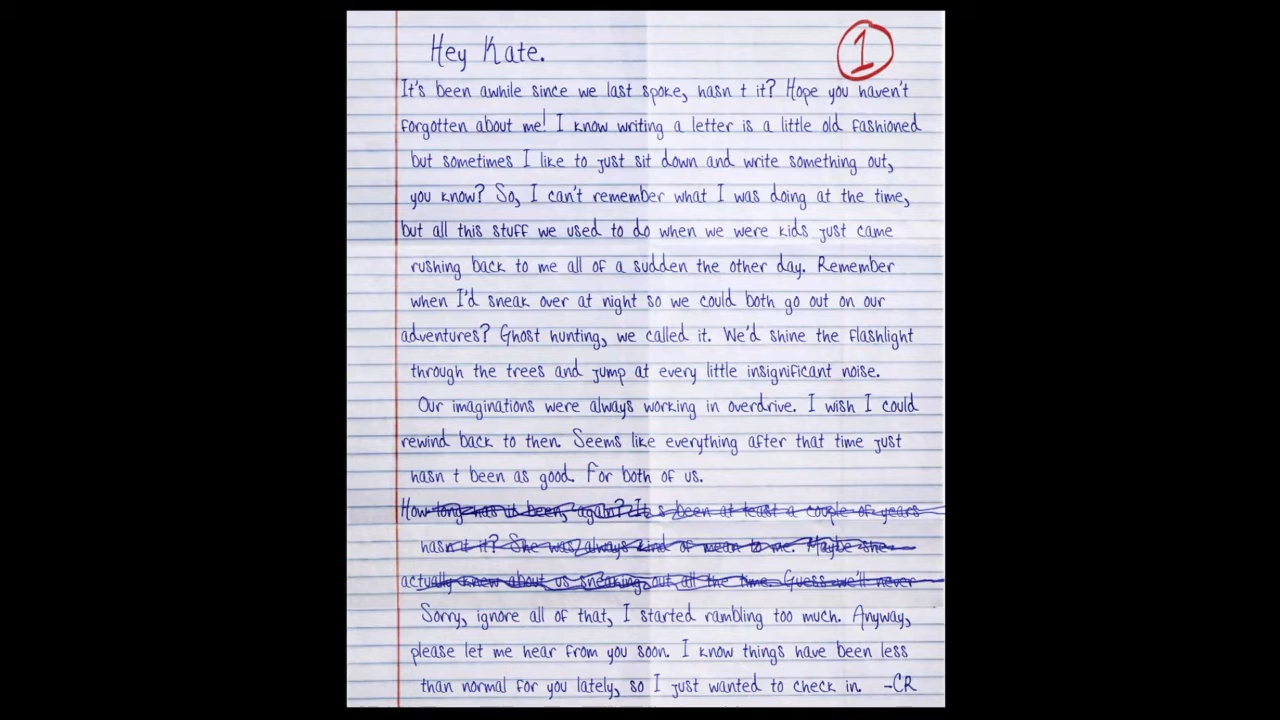 Hey Kate.
1
It's been awhile since we last spoke, hasn t it? Hope you haven't
forgotten about me! I know writing a letter is a little old fashioned
but sometimes I like to just sit down and write something out,
you know? So, I can't remember what I was doing at the time,
but all this stuff we used to do when we were kids just came
rushing back to me all of a sudden the other day. Remember
when I'd sneak over at night so we could both go out on our
adventures? Ghost hunting, we called it. We'd shine the flashlight
through the trees and jump at every little insignificant noise.
Our imaginations were always working in overdrive. I wish I could
rewind back to then. Seems like everything after that time just
hasn t been as good. For both of us.
How long has it been, again? It s been at least a couple of years
hasn t it? She was always kind of mean to me. Maybe she
actually knew about us sneaking out all the time. Guess we'll never
Sorry, ignore all of that, I started rambling too much. Anyway,
please let me hear from you soon. I know things have been less
than normal for you lately, so I just wanted to check in. -CR